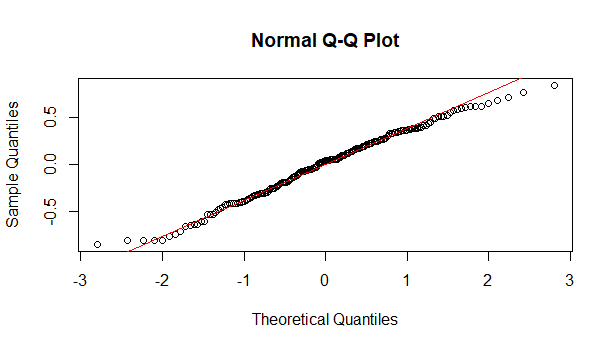 Normal Q-Q Plot
Sample Quantiles
0.5
0.0
-0.5
-3 -2 -1 0 1 2 3
Theoretical Quantiles